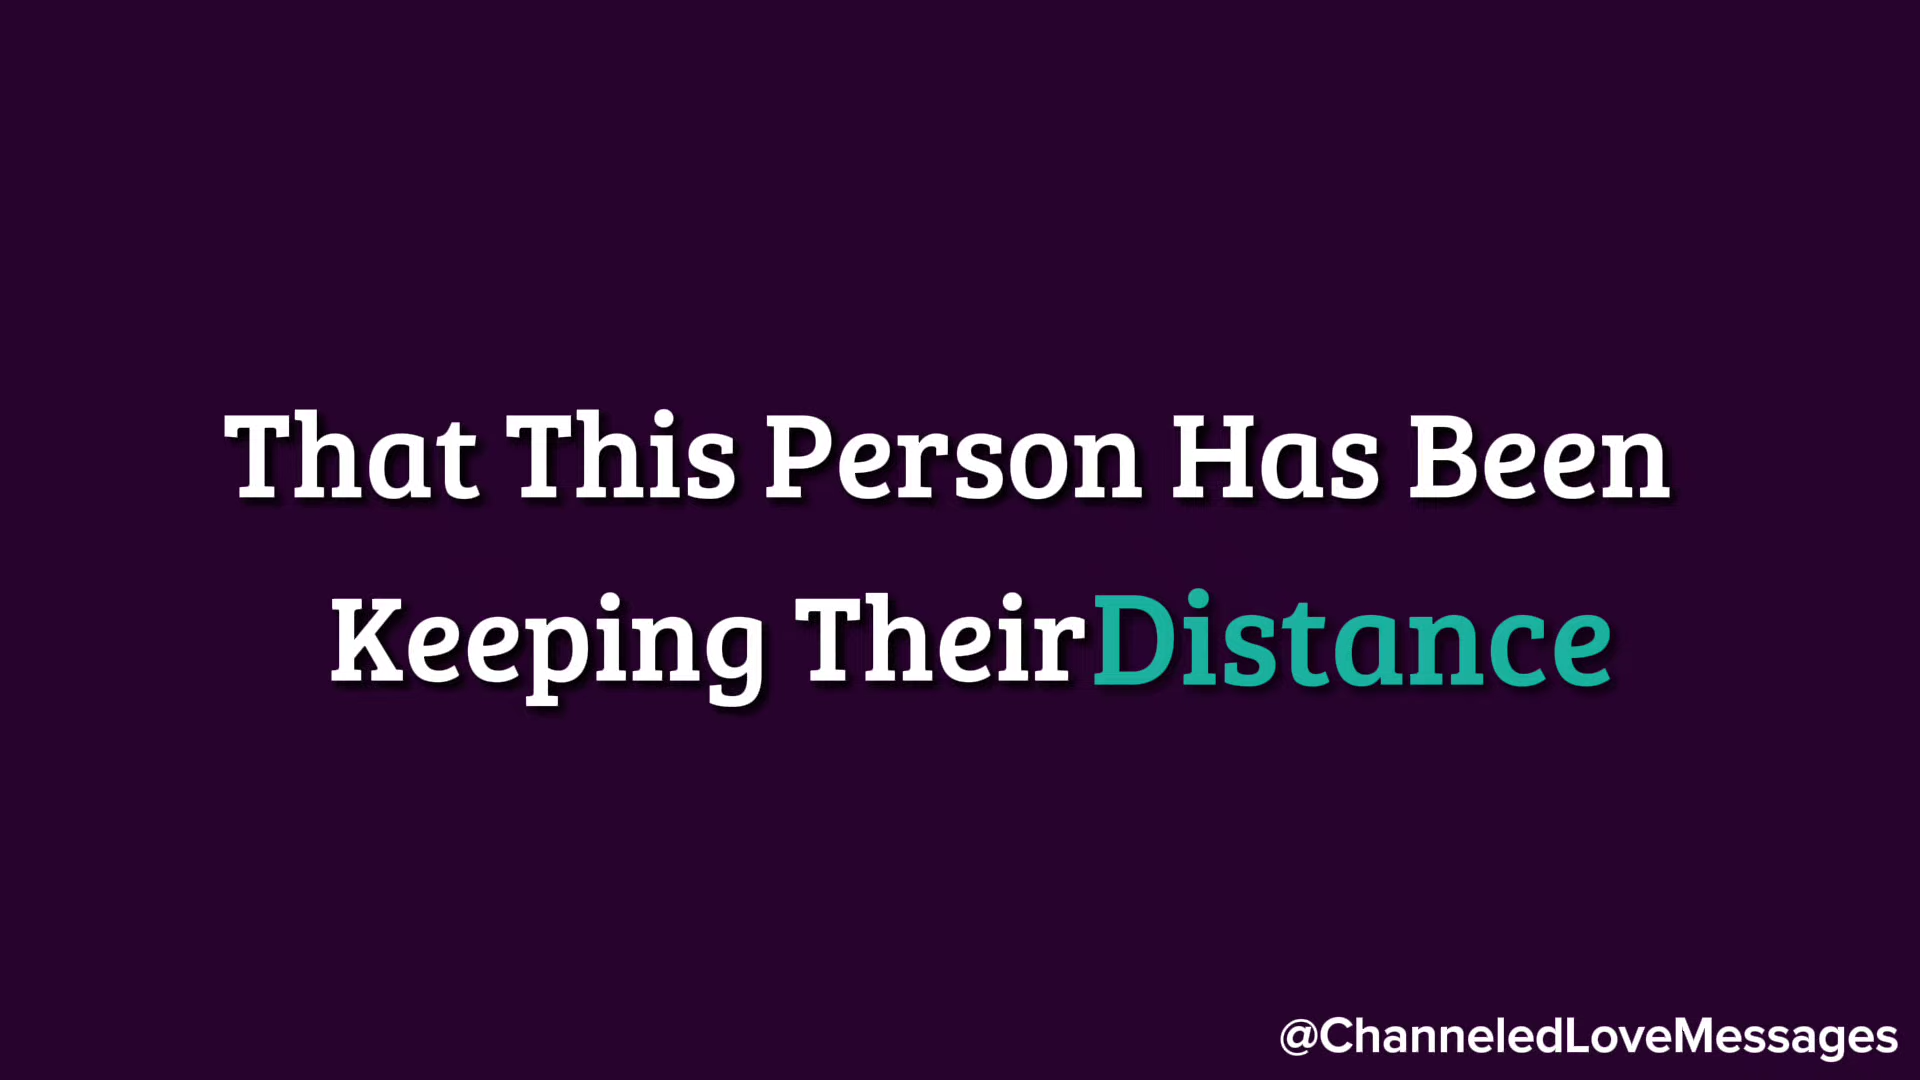 That This Person Has Been
Keeping Their Distance
@ChanneledLoveMessages